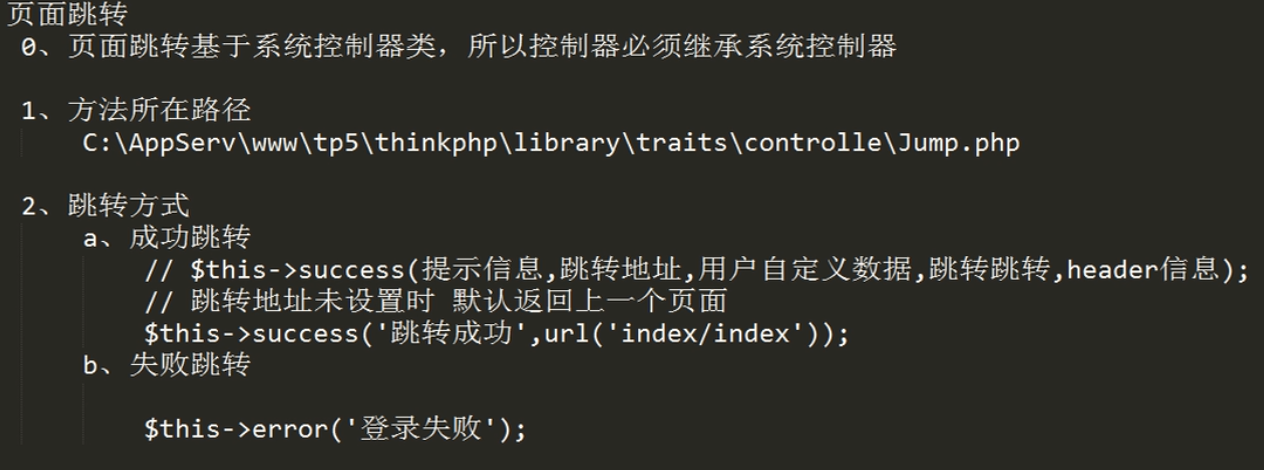 页面跳转
0、页面跳转基于系统控制器类，所以控制器必须继承系统控制器
1、方法所在路径
C:\AppServ\www\tp5\thinkphp\library\traits\controlle\Jump.php
2、跳转方式
a、成功跳转
// $this->success(提示信息,跳转地址,用户自定义数据,跳转跳转,header信息);
// 跳转地址未设置时 默认返回上一个页面
$this->success('跳转成功',url('index/index'));
b、失败跳转
$this->error('登录失败');